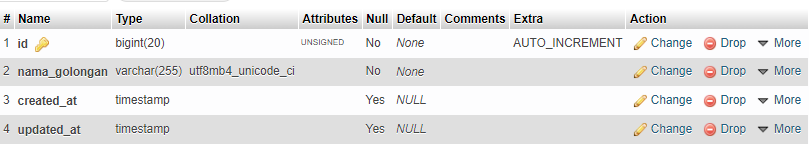 # Name Type Collation Attributes Null Default Comments Extra Action
1 id bigint(20) UNSIGNED No None AUTO_INCREMENT Change Drop More
2 nama_golongan varchar(255) utf8mb4_unicode_ci No None Change Drop More
3 created_at timestamp Yes NULL Change Drop More
4 updated_at timestamp Yes NULL Change Drop More